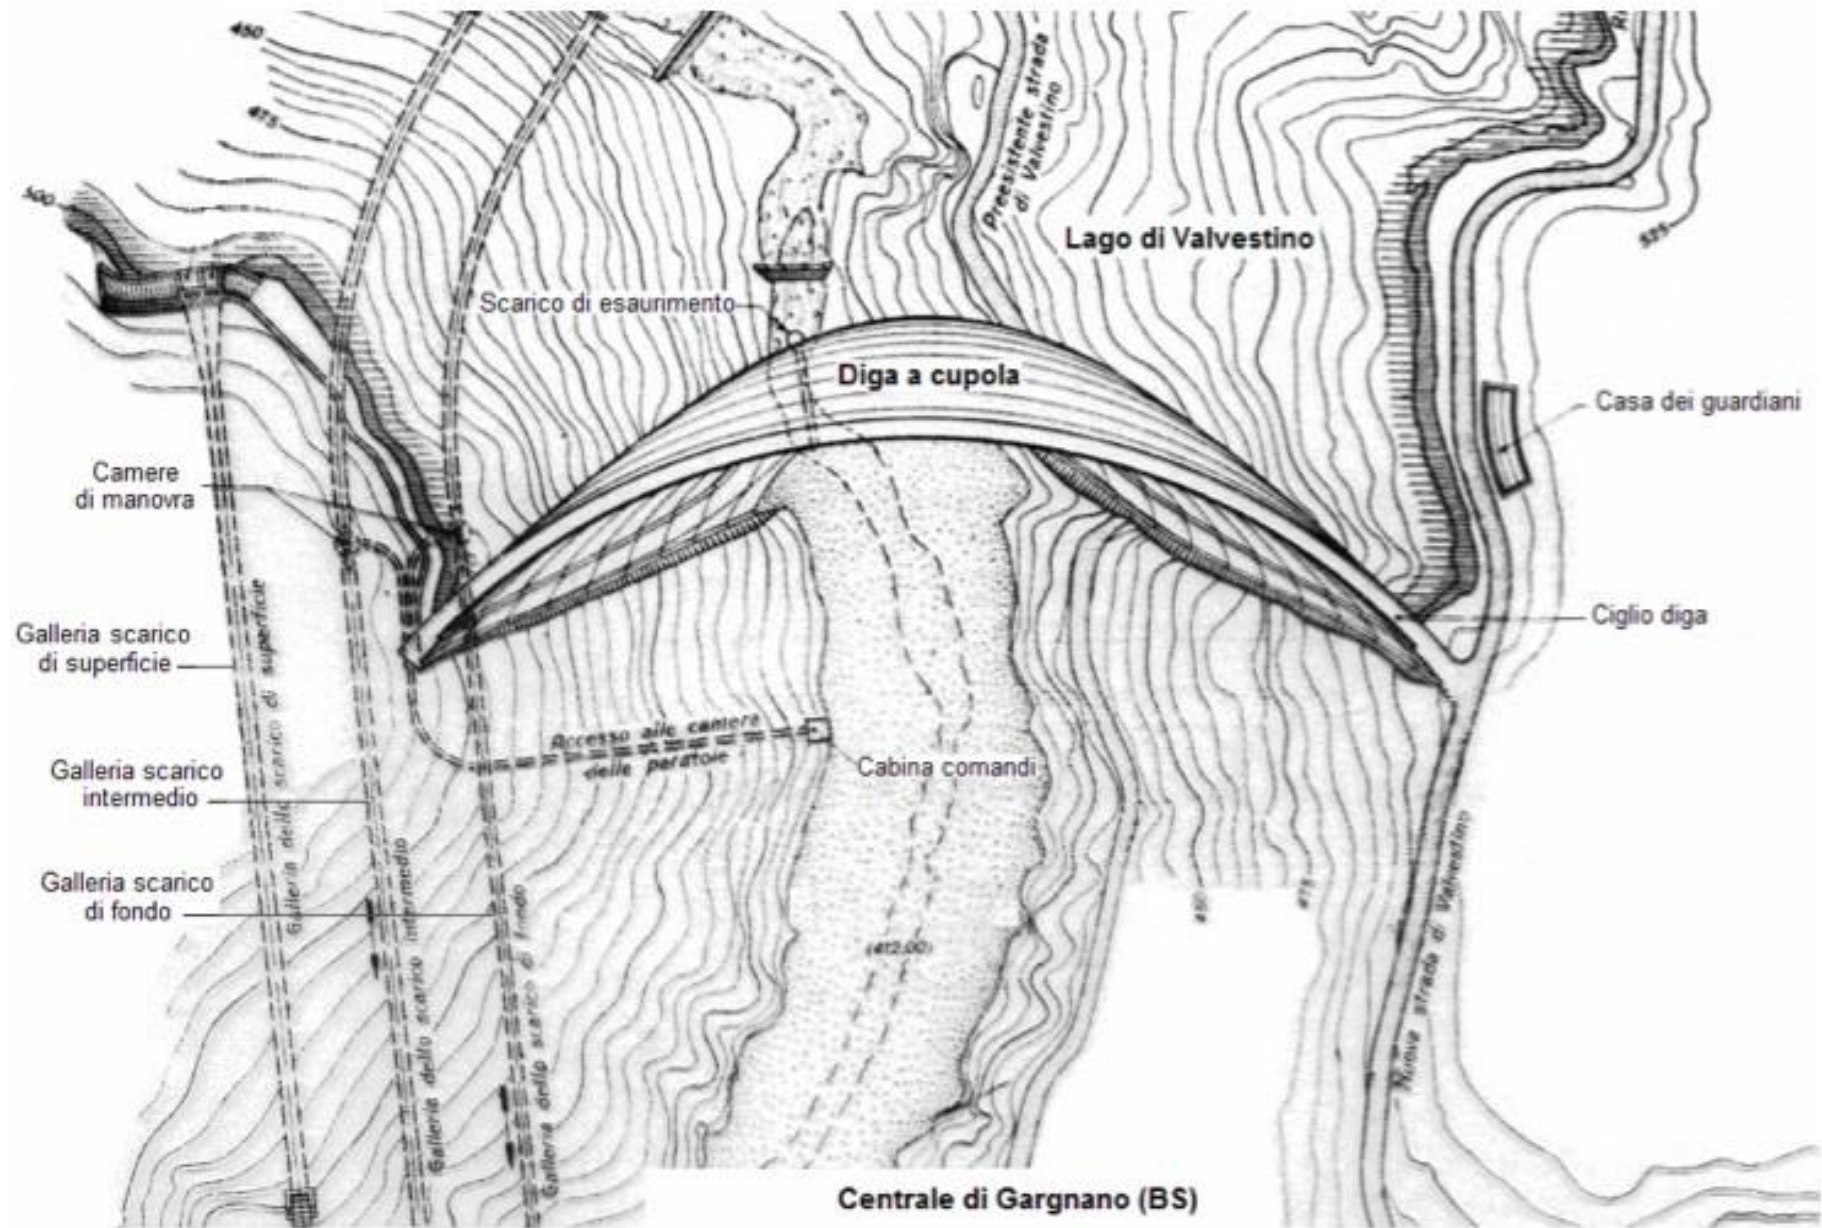 450
475
500
Preesistente strada
di Valvestino
Lago di Valvestino
525
Scarico di esaurimento
Diga a cupola
Casa dei guardiani
Camere
di manovra
Ciglio diga
Galleria scarico
di superficie
Galleria dello scarico di superficie
Accesso alle camere
delle paratoie
Cabina comandi
Galleria scarico
intermedio
Galleria dello scarico intermedio
Galleria scarico
di fondo
Galleria dello scarico di fondo
(412.00)
450
475
Nuova strada di Valvestino
Centrale di Gargnano (BS)